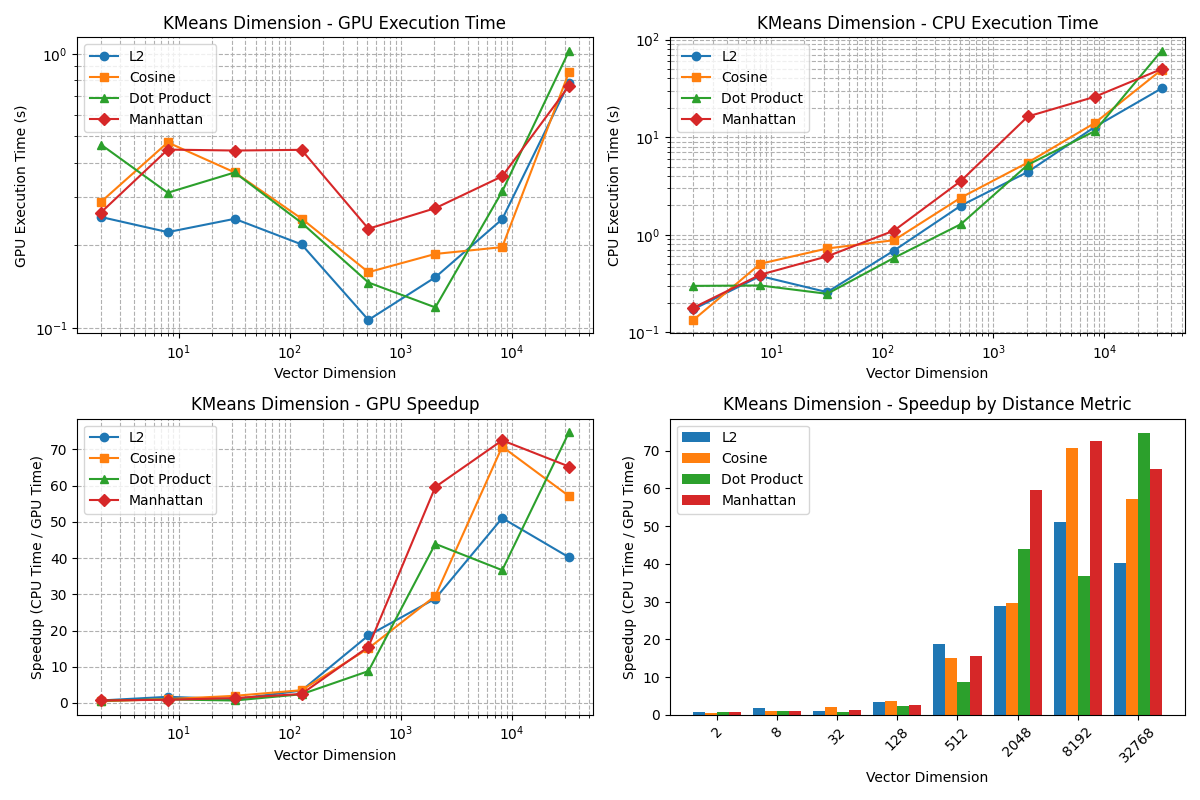 KMeans Dimension - GPU Execution Time
GPU Execution Time (s)
10⁰
10⁻¹
L2
Cosine
Dot Product
Manhattan
10¹ 10² 10³ 10⁴
Vector Dimension
KMeans Dimension - CPU Execution Time
CPU Execution Time (s)
10²
10¹
10⁰
10⁻¹
L2
Cosine
Dot Product
Manhattan
10¹ 10² 10³ 10⁴
Vector Dimension
KMeans Dimension - GPU Speedup
Speedup (CPU Time / GPU Time)
70
60
50
40
30
20
10
0
L2
Cosine
Dot Product
Manhattan
10¹ 10² 10³ 10⁴
Vector Dimension
KMeans Dimension - Speedup by Distance Metric
Speedup (CPU Time / GPU Time)
70
60
50
40
30
20
10
0
L2
Cosine
Dot Product
Manhattan
2 8 32 128 512 2048 8192 32768
Vector Dimension